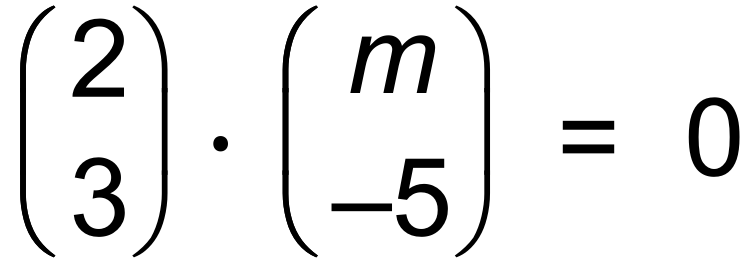 (2 3) · (m –5) = 0